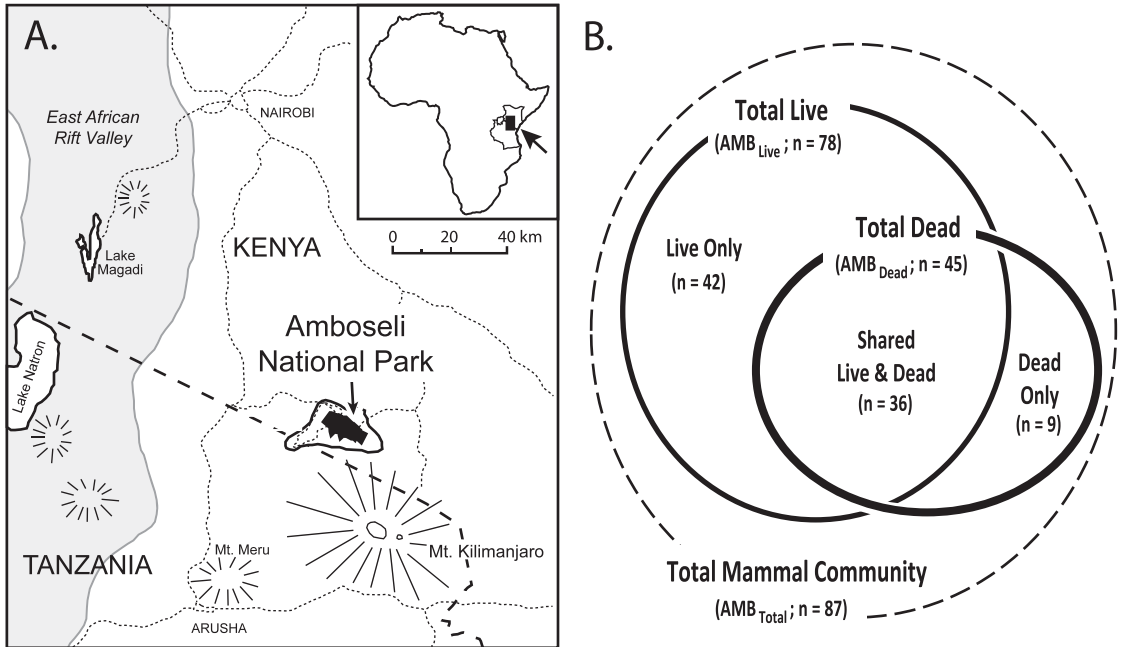 A.
East African
Rift Valley
NAIROBI
Lake
Magadi
KENYA
0 20 40 km
Amboseli
National Park
Lake Natron
TANZANIA
Mt. Meru
Mt. Kilimanjaro
ARUSHA
B.
Total Live
(AMB Live ; n = 78)
Total Dead
(AMB Dead ; n = 45)
Live Only
(n = 42)
Shared
Live & Dead
(n = 36)
Dead
Only
(n = 9)
Total Mammal Community
(AMB Total ; n = 87)